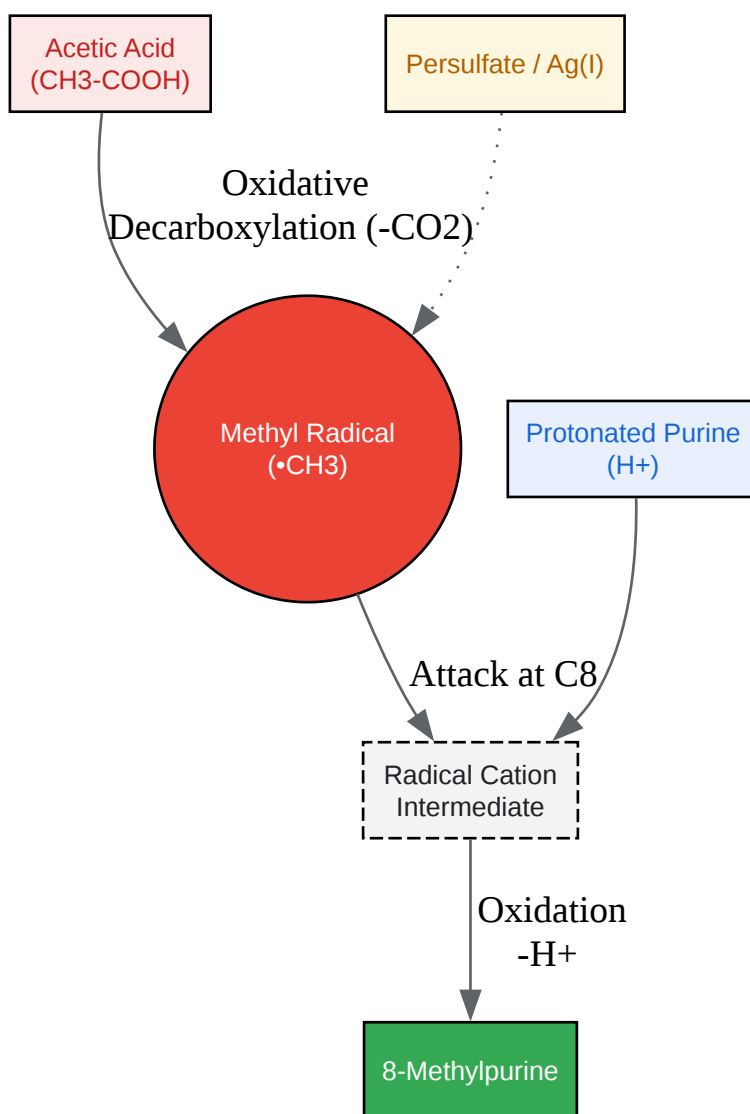 Acetic Acid
(CH3-COOH)
Persulfate / Ag(I)
Oxidative
Decarboxylation (-CO2)
Methyl Radical
(•CH3)
Protonated Purine
(H+)
Attack at C8
Radical Cation
Intermediate
Oxidation
-H+
8-Methylpurine